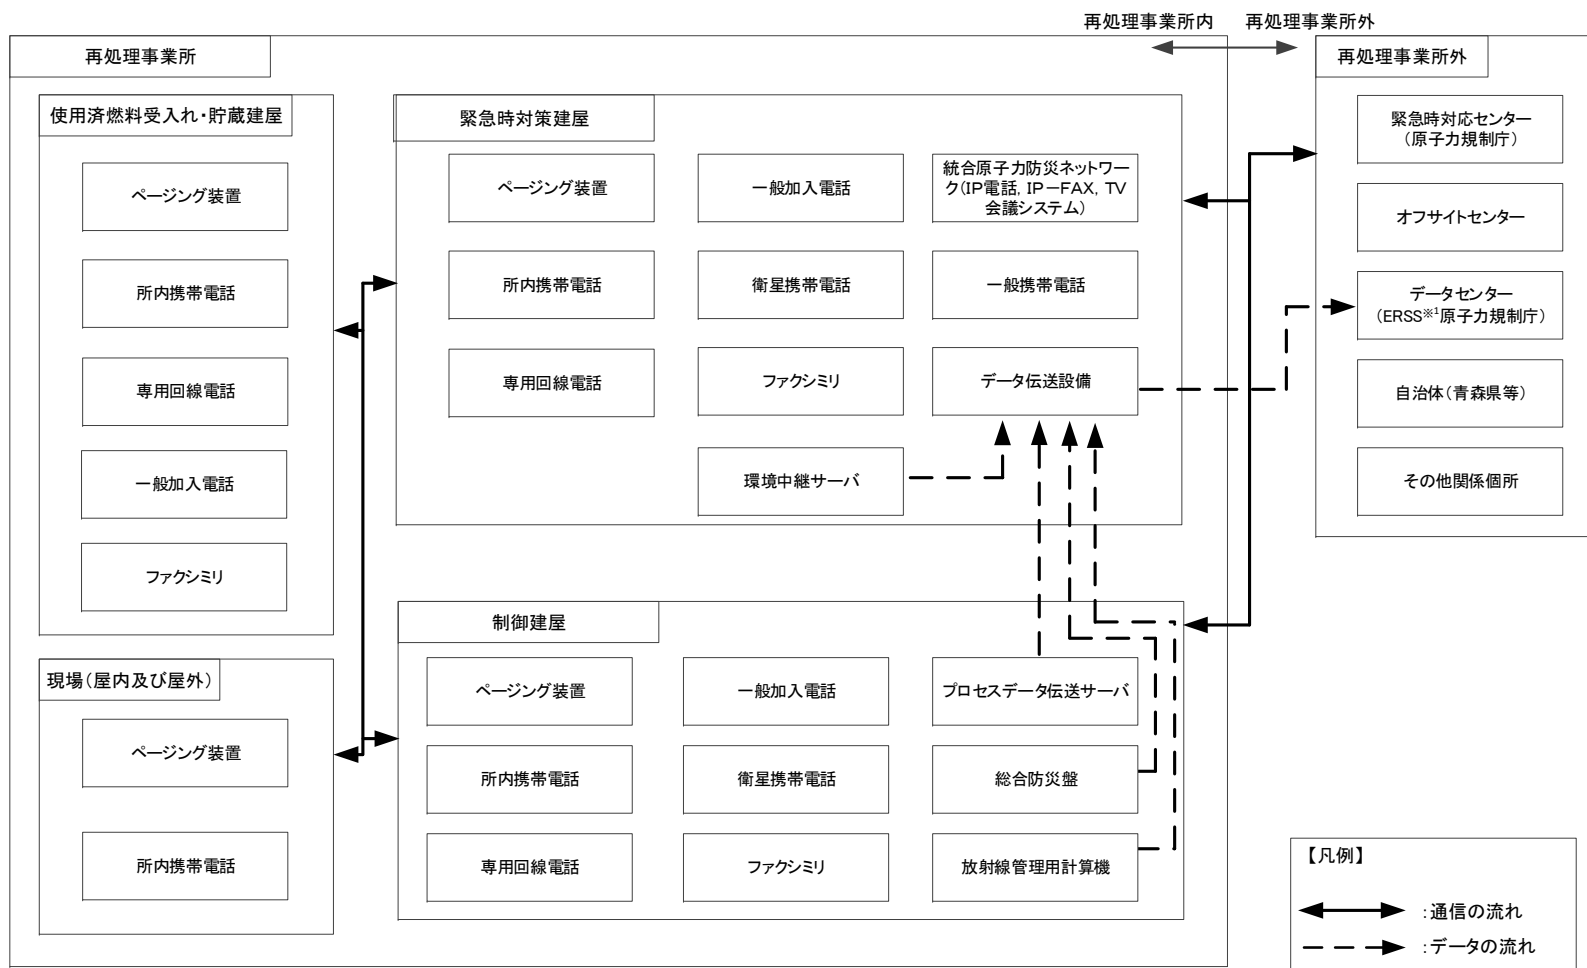 再処理事業所内
再処理事業所外
再処理事業所
使用済燃料受入れ・貯蔵建屋
ページング装置
所内携帯電話
専用回線電話
一般加入電話
ファクシミリ
現場(屋内及び屋外)
ページング装置
所内携帯電話
緊急時対策建屋
ページング装置
一般加入電話
統合原子力防災ネットワー
ク(IP電話, IP-FAX, TV
会議システム)
所内携帯電話
衛星携帯電話
一般携帯電話
専用回線電話
ファクシミリ
データ伝送設備
環境中継サーバ
制御建屋
ページング装置
一般加入電話
プロセスデータ伝送サーバ
所内携帯電話
衛星携帯電話
総合防災盤
専用回線電話
ファクシミリ
放射線管理用計算機
再処理事業所外
緊急時対応センター
(原子力規制庁)
オフサイトセンター
データセンター
(ERSS※1原子力規制庁)
自治体(青森県等)
その他関係個所
【凡例】
:通信の流れ
:データの流れ